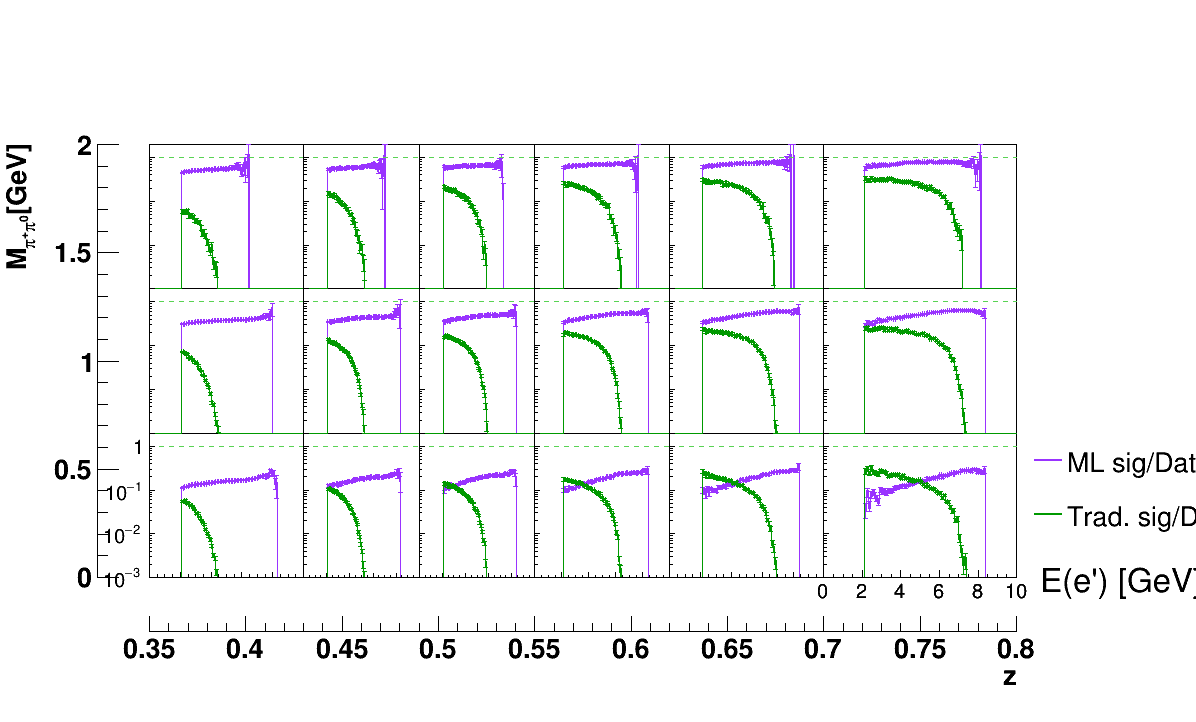 M π⁺π⁰ [GeV]
2
1.5
1
0.5
0
1
10⁻¹
10⁻²
10⁻³
ML sig/Dat
Trad. sig/D
0 2 4 6 8 10
E(e') [GeV]
0.35 0.4 0.45 0.5 0.55 0.6 0.65 0.7 0.75 0.8
z